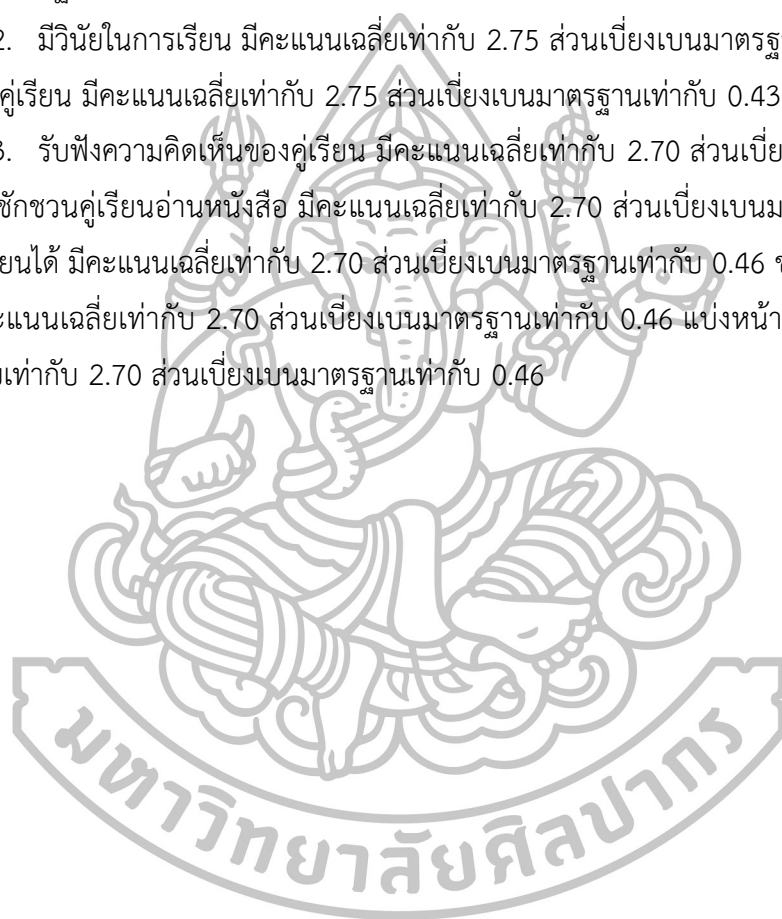 2. มีวินัยในการเรียน มีคะแนนเฉลี่ยเท่ากับ 2.75 ส่วนเบี่ยงเบนมาตรฐ
คู่เรียน มีคะแนนเฉลี่ยเท่ากับ 2.75 ส่วนเบี่ยงเบนมาตรฐานเท่ากับ 0.43
3. รับฟังความคิดเห็นของคู่เรียน มีคะแนนเฉลี่ยเท่ากับ 2.70 ส่วนเบี่ย
ชักชวนคู่เรียนอ่านหนังสือ มีคะแนนเฉลี่ยเท่ากับ 2.70 ส่วนเบี่ยงเบนม
ยนได้ มีคะแนนเฉลี่ยเท่ากับ 2.70 ส่วนเบี่ยงเบนมาตรฐานเท่ากับ 0.46
ะแนนเฉลี่ยเท่ากับ 2.70 ส่วนเบี่ยงเบนมาตรฐานเท่ากับ 0.46 แบ่งหน้า
ยเท่ากับ 2.70 ส่วนเบี่ยงเบนมาตรฐานเท่ากับ 0.46
มหาวิทยาลัยศิลปากร